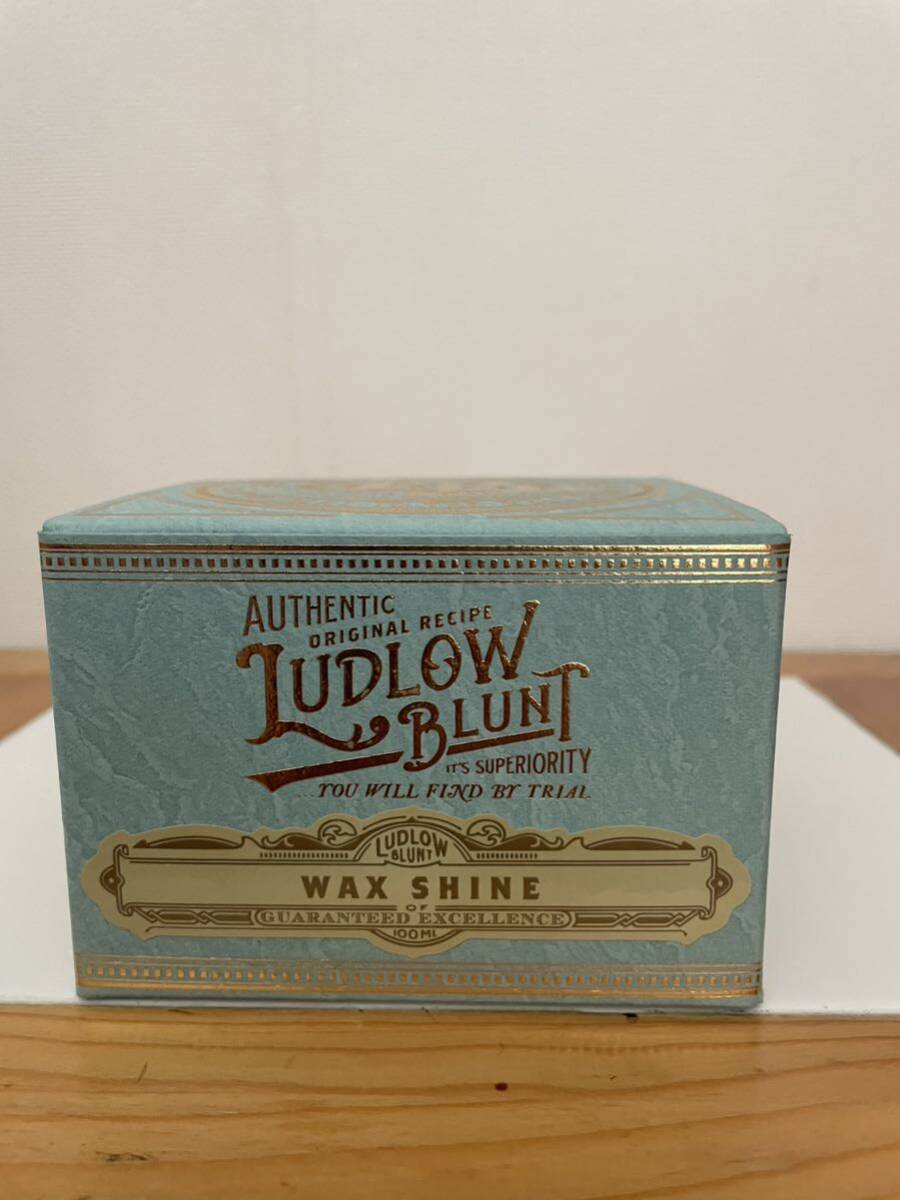 AUTHENTIC
ORIGINAL RECIPE
LUDLOW
BLUNT
IT'S SUPERIORITY
...YOU WILL FIND BY TRIAL
LUDLOW
BLUNT
WAX SHINE
OF
GUARANTEED EXCELLENCE
100ML